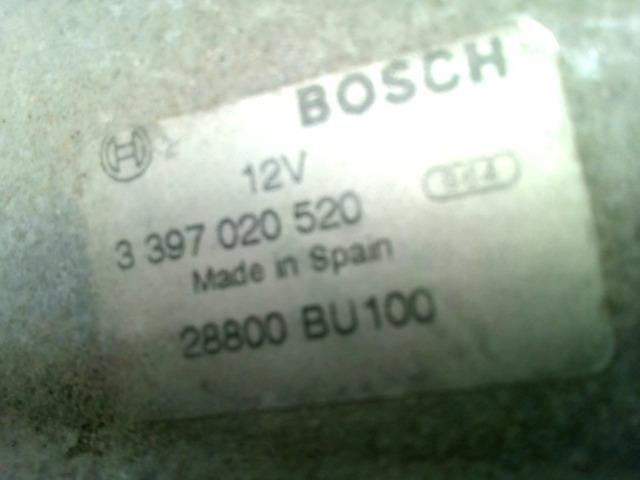 BOSCH
12V
3 397 020 520
Made in Spain
28800 BU100